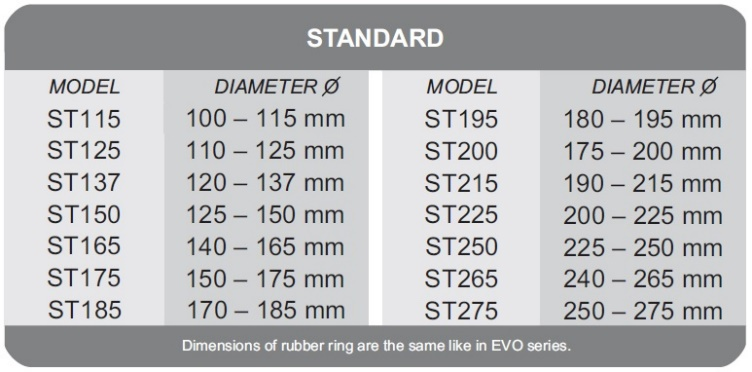 STANDARD
MODEL DIAMETER Ø MODEL DIAMETER Ø
ST115 100 – 115 mm ST195 180 – 195 mm
ST125 110 – 125 mm ST200 175 – 200 mm
ST137 120 – 137 mm ST215 190 – 215 mm
ST150 125 – 150 mm ST225 200 – 225 mm
ST165 140 – 165 mm ST250 225 – 250 mm
ST175 150 – 175 mm ST265 240 – 265 mm
ST185 170 – 185 mm ST275 250 – 275 mm
Dimensions of rubber ring are the same like in EVO series.